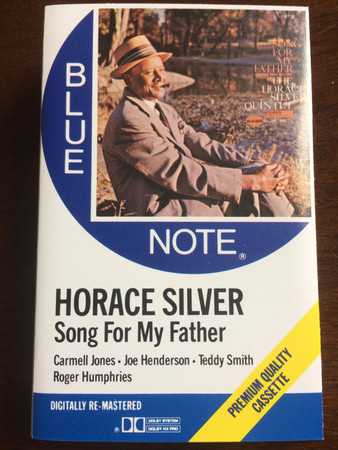 BLUE
NOTE®
SONG
FOR
MY
FATHER
THE
HORACE
SILVER
QUINTET
HORACE SILVER
Song For My Father
Carmell Jones • Joe Henderson • Teddy Smith
Roger Humphries
PREMIUM QUALITY
CASSETTE
DIGITALLY RE-MASTERED
® DOLBY SYSTEM
DOLBY HX PRO